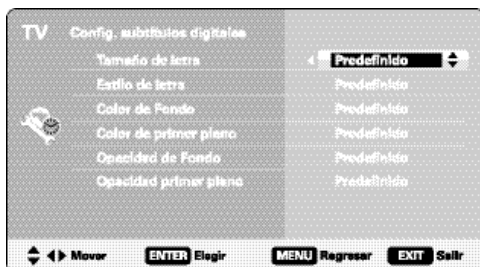 TV Config. subtítulos digitales
Tamaño de letra Predefinido
Estilo de letra Predefinido
Color de Fondo Predefinido
Color de primer plano Predefinido
Opacidad de Fondo Predefinido
Opacidad primer plano Predefinido
Mover ENTER Elegir MENU Regresar EXIT Salir